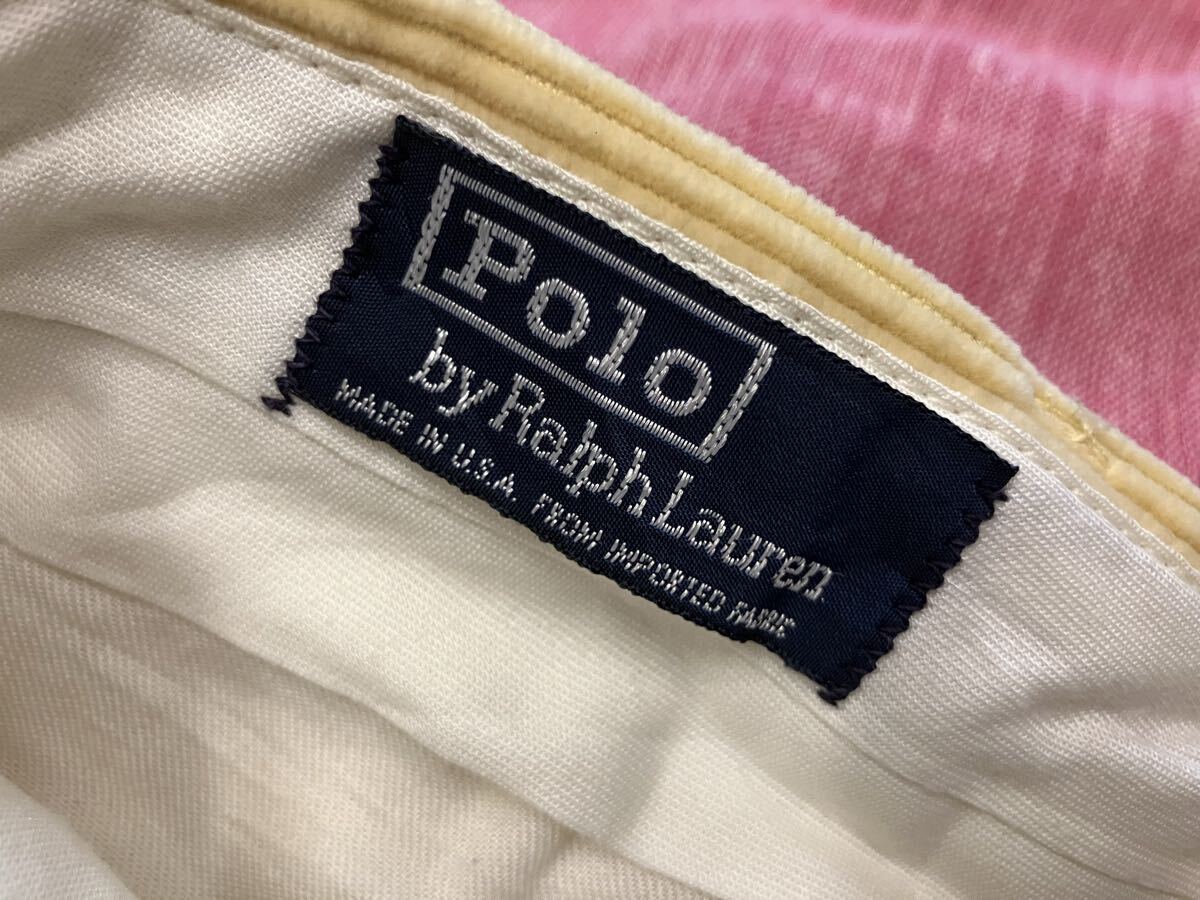 Polo
by Ralph Lauren
MADE IN U.S.A. FROM IMPORTED FABRIC